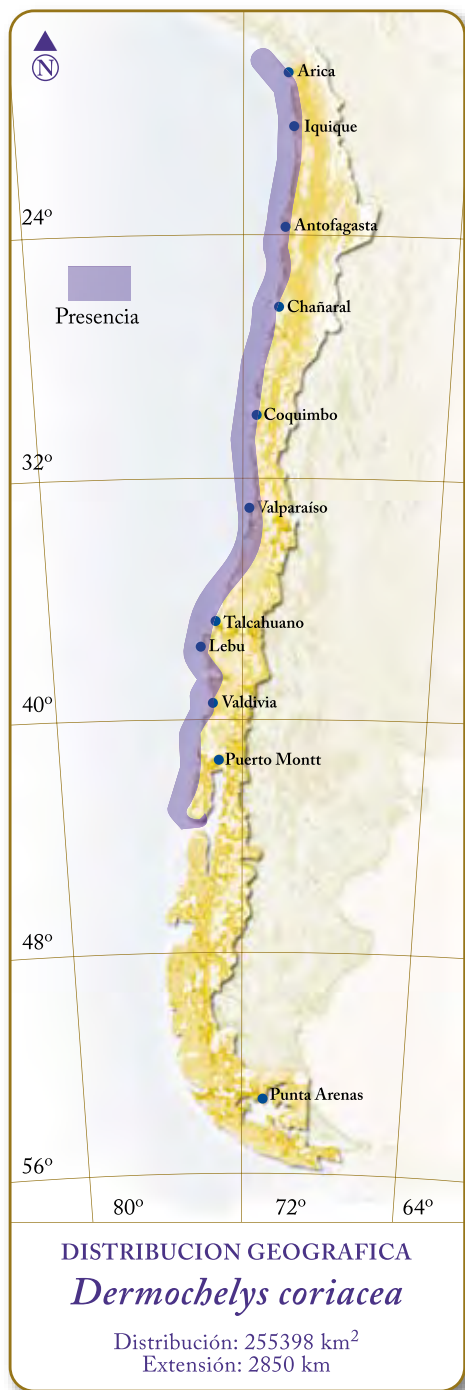 N
Arica
Iquique
24º
Antofagasta
Presencia
Chañaral
Coquimbo
32º
Valparaíso
Talcahuano
Lebu
40º
Valdivia
Puerto Montt
48º
Punta Arenas
56º
80º 72º 64º
DISTRIBUCION GEOGRAFICA
Dermochelys coriacea
Distribución: 255398 km²
Extensión: 2850 km